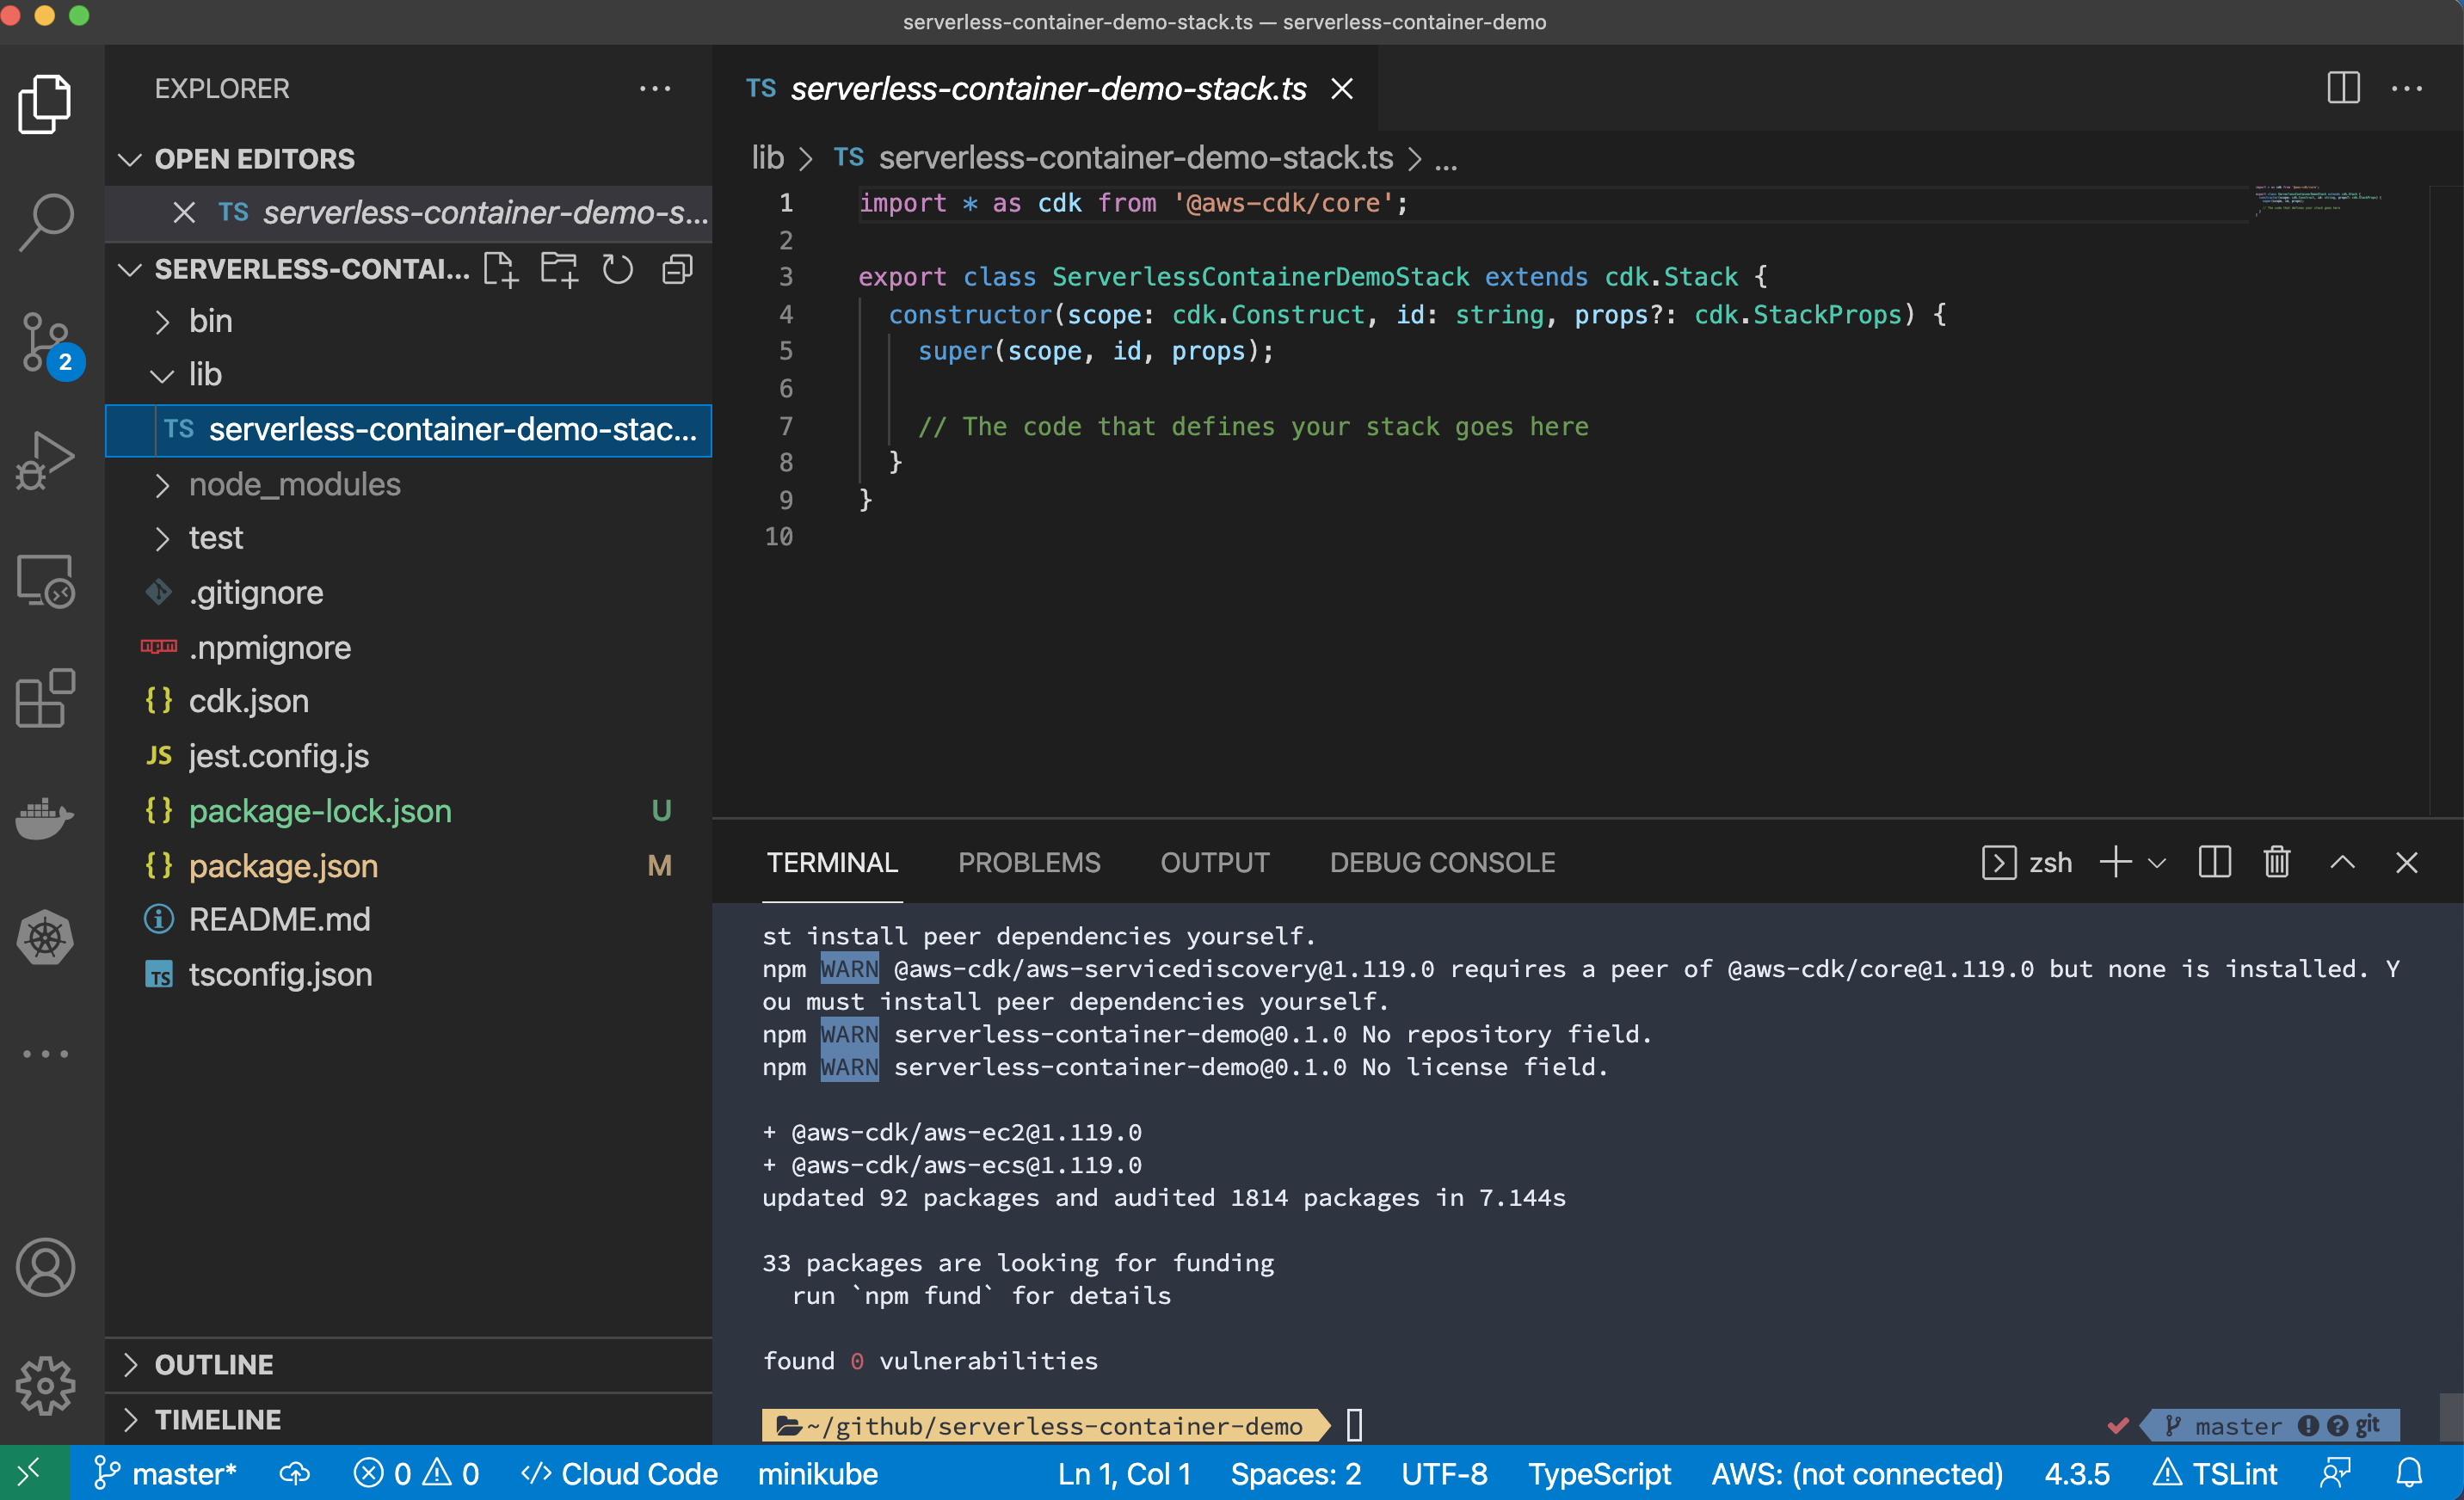 serverless-container-demo-stack.ts — serverless-container-demo
EXPLORER
OPEN EDITORS
TS serverless-container-demo-s...
SERVERLESS-CONTAI...
bin
lib
TS serverless-container-demo-stac...
node_modules
test
.gitignore
npm .npmignore
{} cdk.json
JS jest.config.js
{} package-lock.json U
{} package.json M
README.md
TS tsconfig.json
OUTLINE
TIMELINE
2
TS serverless-container-demo-stack.ts
lib > TS serverless-container-demo-stack.ts > ...
1 import * as cdk from '@aws-cdk/core';
2
3 export class ServerlessContainerDemoStack extends cdk.Stack {
4 constructor(scope: cdk.Construct, id: string, props?: cdk.StackProps) {
5 super(scope, id, props);
6
7 // The code that defines your stack goes here
8 }
9 }
10
TERMINAL PROBLEMS OUTPUT DEBUG CONSOLE zsh
st install peer dependencies yourself.
npm WARN @aws-cdk/aws-servicediscovery@1.119.0 requires a peer of @aws-cdk/core@1.119.0 but none is installed. Y
ou must install peer dependencies yourself.
npm WARN serverless-container-demo@0.1.0 No repository field.
npm WARN serverless-container-demo@0.1.0 No license field.
+ @aws-cdk/aws-ec2@1.119.0
+ @aws-cdk/aws-ecs@1.119.0
updated 92 packages and audited 1814 packages in 7.144s
33 packages are looking for funding
run `npm fund` for details
found 0 vulnerabilities
~/github/serverless-container-demo master ! ? git
master* 0 0 </> Cloud Code minikube Ln 1, Col 1 Spaces: 2 UTF-8 TypeScript AWS: (not connected) 4.3.5 TSLint